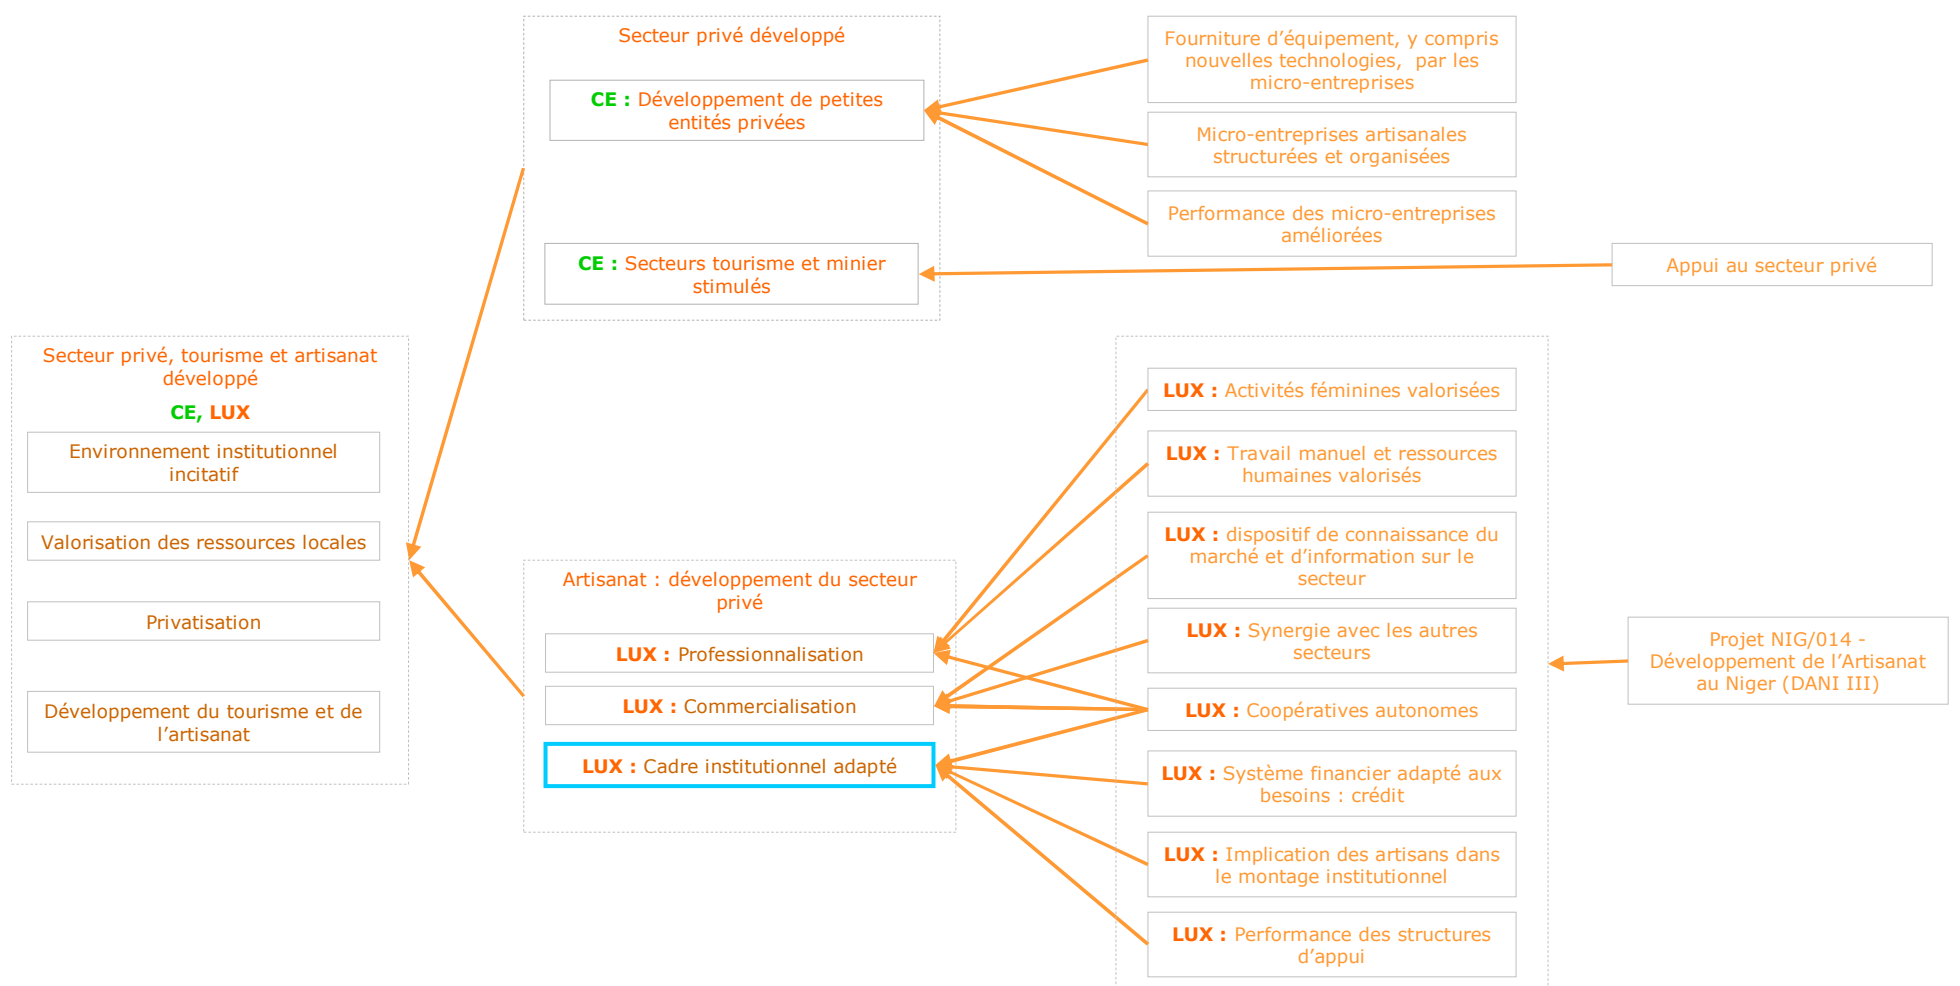 Secteur privé développé
CE : Développement de petites
entités privées
CE : Secteurs tourisme et minier
stimulés
Fourniture d’équipement, y compris
nouvelles technologies, par les
micro-entreprises
Micro-entreprises artisanales
structurées et organisées
Performance des micro-entreprises
améliorées
Appui au secteur privé
Secteur privé, tourisme et artisanat
développé
CE, LUX
Environnement institutionnel
incitatif
Valorisation des ressources locales
Privatisation
Développement du tourisme et de
l’artisanat
Artisanat : développement du secteur
privé
LUX : Professionnalisation
LUX : Commercialisation
LUX : Cadre institutionnel adapté
LUX : Activités féminines valorisées
LUX : Travail manuel et ressources
humaines valorisés
LUX : dispositif de connaissance du
marché et d’information sur le
secteur
LUX : Synergie avec les autres
secteurs
LUX : Coopératives autonomes
LUX : Système financier adapté aux
besoins : crédit
LUX : Implication des artisans dans
le montage institutionnel
LUX : Performance des structures
d’appui
Projet NIG/014 -
Développement de l’Artisanat
au Niger (DANI III)